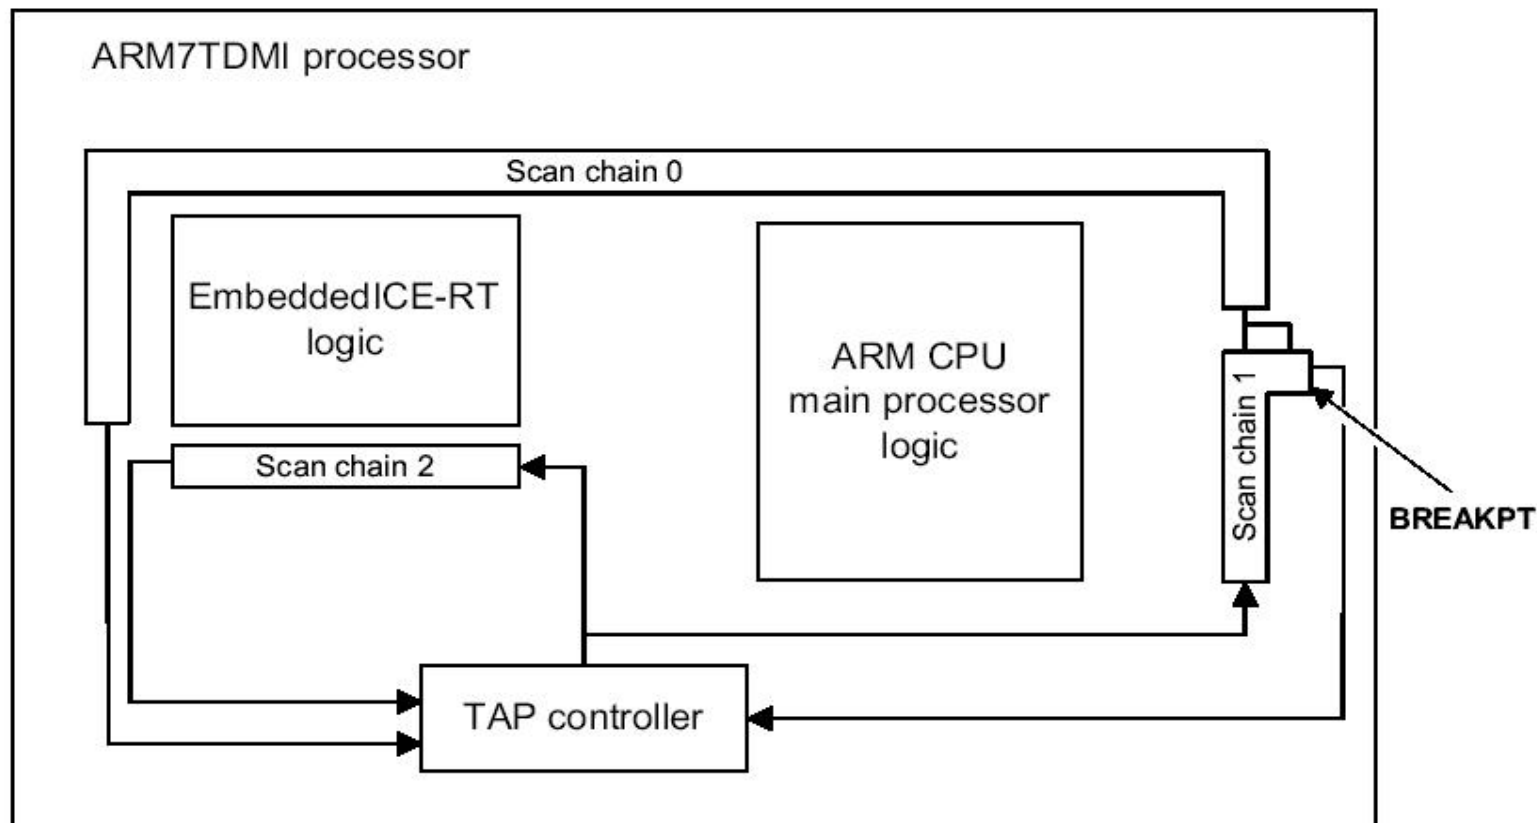 ARM7TDMI processor
Scan chain 0
EmbeddedICE-RT
logic
ARM CPU
main processor
logic
Scan chain 1
Scan chain 2
BREAKPT
TAP controller